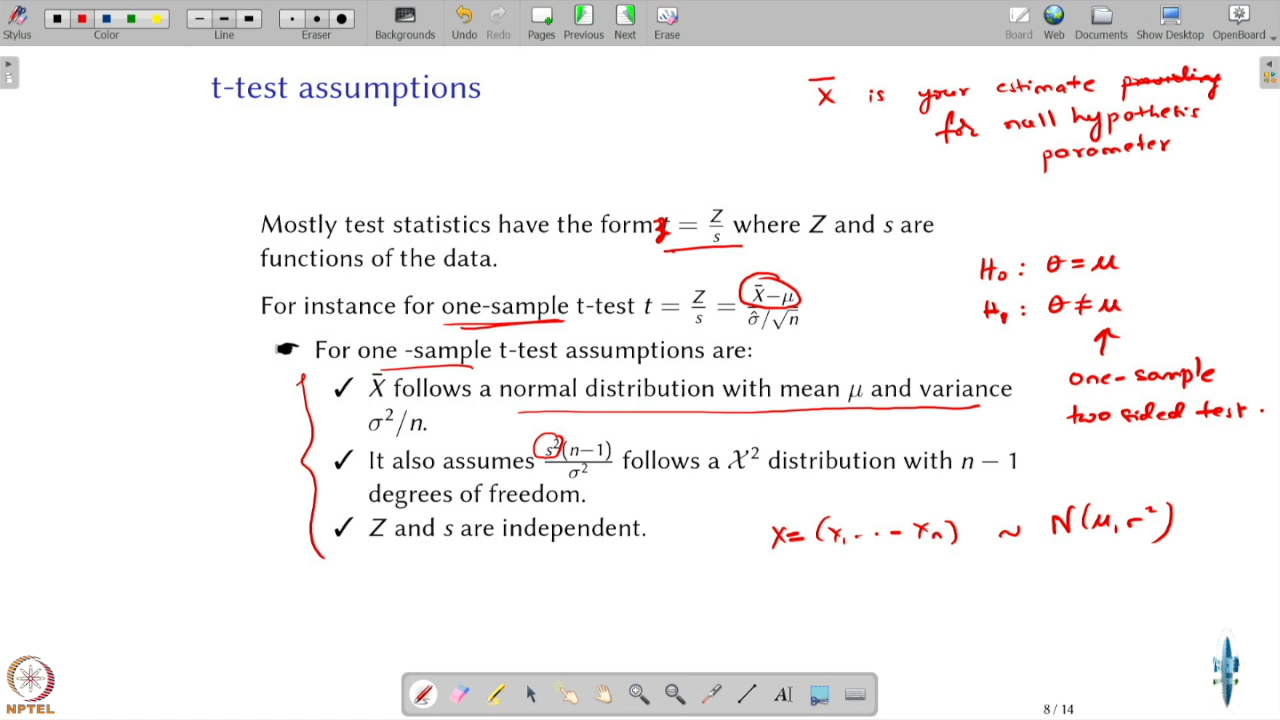 Stylus
Color
Line
Eraser
Backgrounds
Undo
Redo
Pages
Previous
Next
Erase
Board
Web
Documents
Show Desktop
OpenBoard
t-test assumptions
X̄ is your estimate
for null hypothesis
parameter
Mostly test statistics have the form = Z/s where Z and s are
functions of the data.
H₀ : θ = μ
For instance for one-sample t-test t = Z/s = (X̄−μ)/(σ̂/√n)
θ ≠ μ
For one -sample t-test assumptions are:
✓ X̄ follows a normal distribution with mean μ and variance
σ²/n.
one-sample
two sided test.
✓ It also assumes s²(n−1)/σ² follows a 𝒳² distribution with n − 1
degrees of freedom.
✓ Z and s are independent.
X = (x₁ . . . - xₙ) ~ N(μ, σ²)
AI
NPTEL
8 / 14